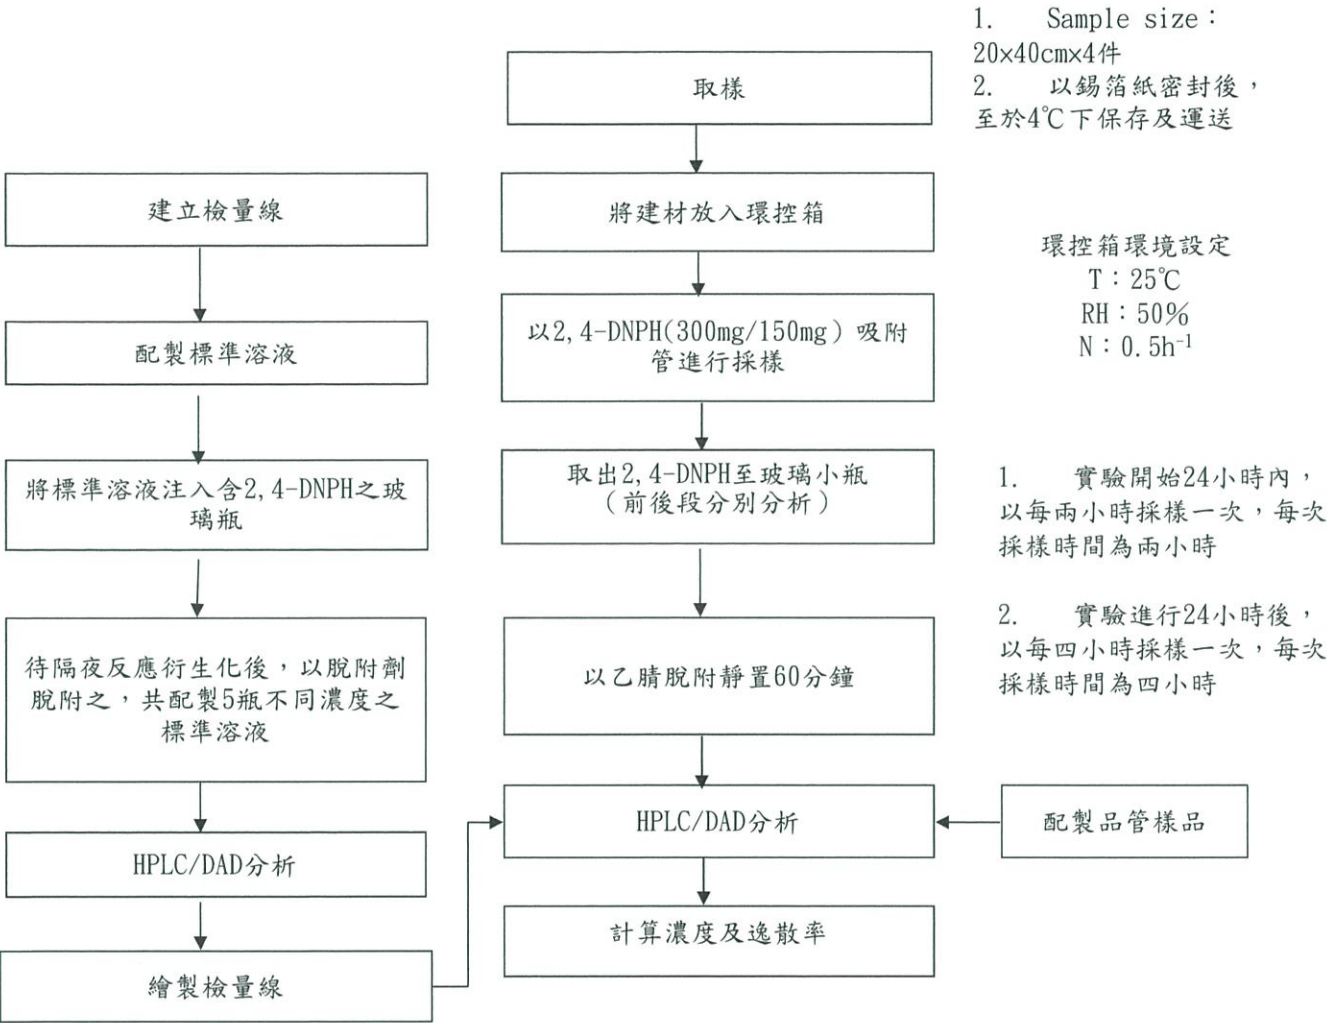 建立檢量線
配製標準溶液
將標準溶液注入含2,4-DNPH之玻
璃瓶
待隔夜反應衍生化後，以脫附劑
脫附之，共配製5瓶不同濃度之
標準溶液
HPLC/DAD分析
繪製檢量線
取樣
將建材放入環控箱
以2,4-DNPH(300mg/150mg) 吸附
管進行採樣
取出2,4-DNPH至玻璃小瓶
(前後段分別分析)
以乙腈脫附靜置60分鐘
HPLC/DAD分析
計算濃度及逸散率
1. Sample size：
20×40cm×4件
2. 以錫箔紙密封後，
至於4℃下保存及運送
環控箱環境設定
T：25℃
RH：50%
N：0.5h⁻¹
1. 實驗開始24小時內，
以每兩小時採樣一次，每次
採樣時間為兩小時
2. 實驗進行24小時後，
以每四小時採樣一次，每次
採樣時間為四小時
配製品管樣品